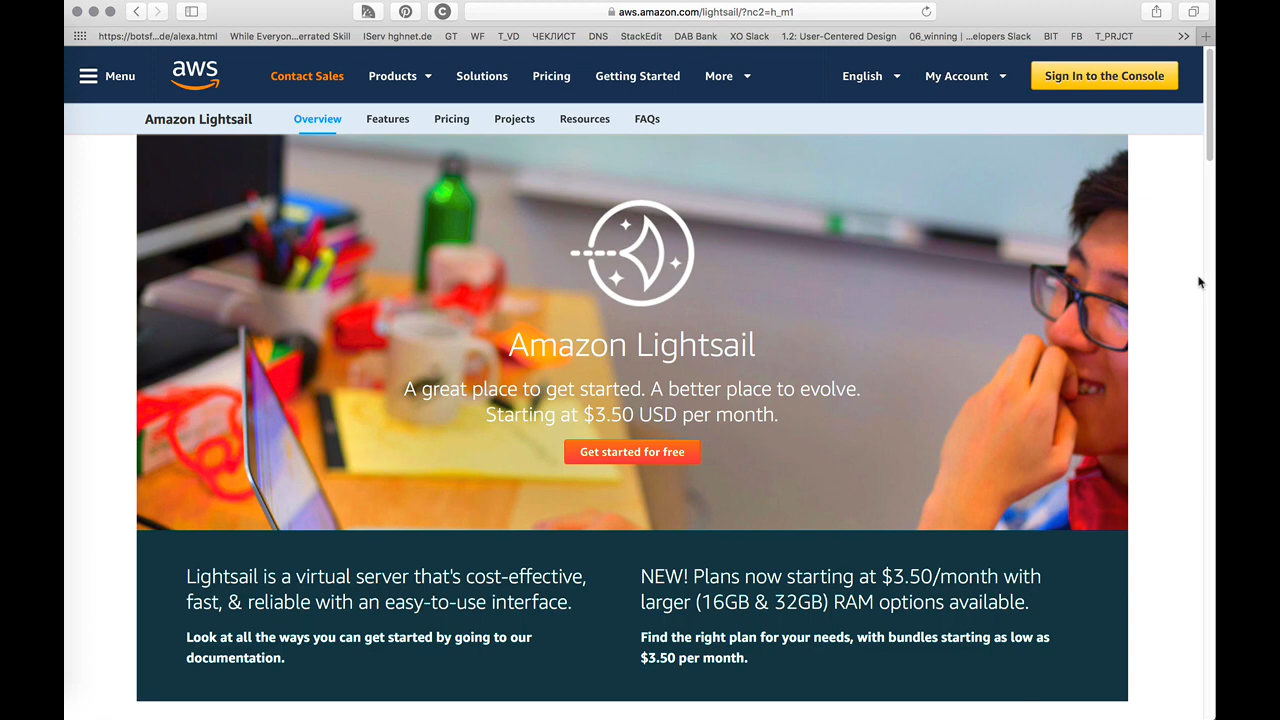 aws.amazon.com/lightsail/?nc2=h_m1
https://botsf...de/alexa.html While Everyon...errated Skill IServ hghnet.de GT WF T_VD ЧЕКЛИСТ DNS StackEdit DAB Bank XO Slack 1.2: User-Centered Design 06_winning |...elopers Slack BIT FB T_PRJCT
Menu aws Contact Sales Products Solutions Pricing Getting Started More English My Account Sign In to the Console
Amazon Lightsail Overview Features Pricing Projects Resources FAQs
Amazon Lightsail
A great place to get started. A better place to evolve.
Starting at $3.50 USD per month.
Get started for free
Lightsail is a virtual server that's cost-effective,
fast, & reliable with an easy-to-use interface.
Look at all the ways you can get started by going to our
documentation.
NEW! Plans now starting at $3.50/month with
larger (16GB & 32GB) RAM options available.
Find the right plan for your needs, with bundles starting as low as
$3.50 per month.